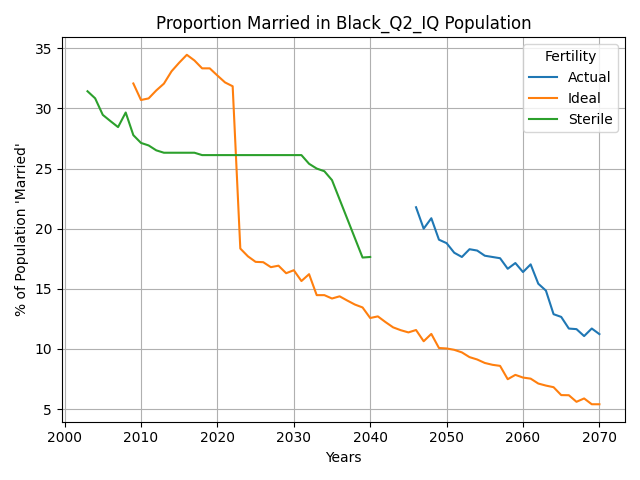 Proportion Married in Black_Q2_IQ Population
% of Population 'Married'
35
30
25
20
15
10
5
Fertility
Actual
Ideal
Sterile
2000 2010 2020 2030 2040 2050 2060 2070
Years